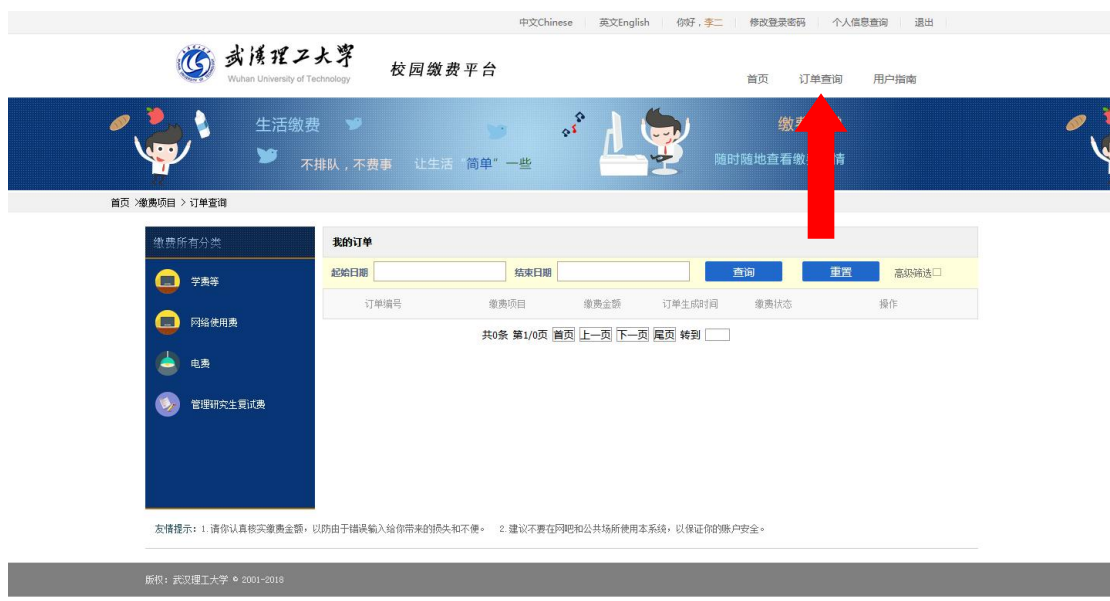 中文Chinese 英文English 你好，李二 修改登录密码 个人信息查询 退出
武漢理工大學
Wuhan University of Technology
校园缴费平台
首页 订单查询 用户指南
生活缴费
不排队，不费事 让生活“简单”一些
缴
随时随地查看缴 情
首页 >缴费项目 > 订单查询
缴费所有分类
学费等
网络使用费
电费
管理研究生复试费
我的订单
起始日期 结束日期 查询 重置 高级筛选
订单编号 缴费项目 缴费金额 订单生成时间 缴费状态 操作
共0条 第1/0页 首页 上一页 下一页 尾页 转到
友情提示：1.请你认真核实缴费金额，以防由于错误输入给你带来的损失和不便。 2.建议不要在网吧和公共场所使用本系统，以保证你的账户安全。
版权：武汉理工大学 © 2001-2018